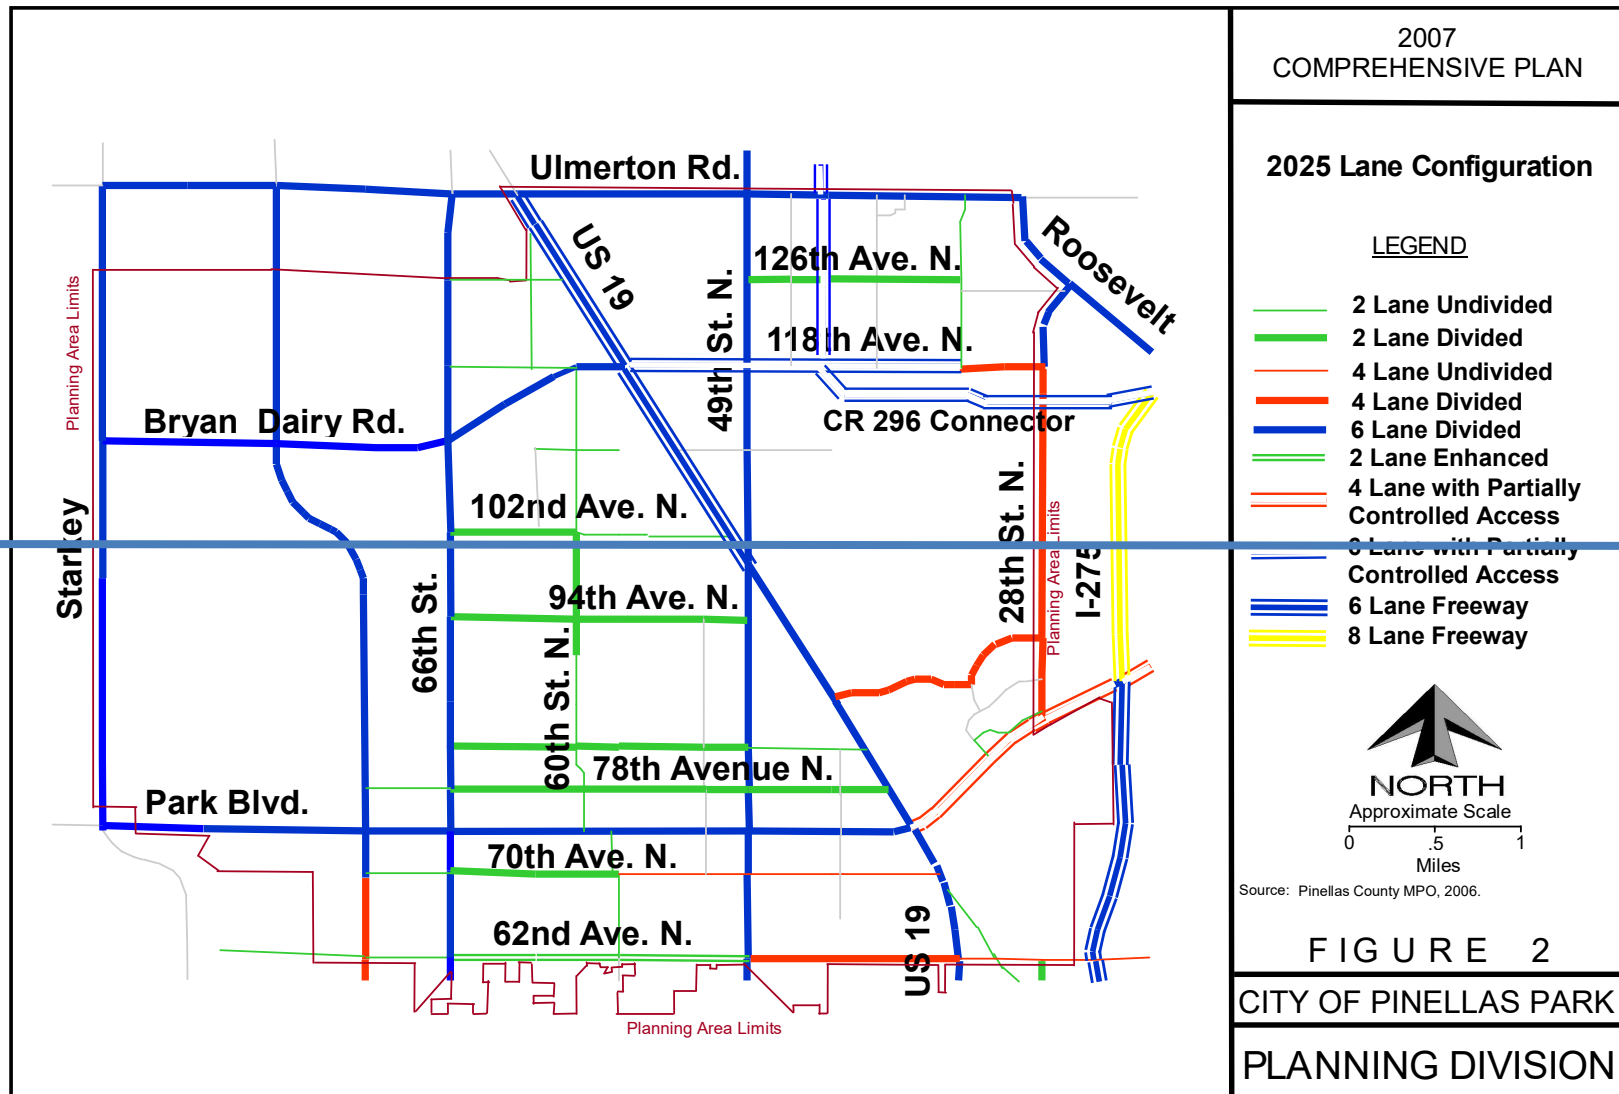 2007
COMPREHENSIVE PLAN
2025 Lane Configuration
LEGEND
2 Lane Undivided
2 Lane Divided
4 Lane Undivided
4 Lane Divided
6 Lane Divided
2 Lane Enhanced
4 Lane with Partially
Controlled Access
6 Lane with Partially
Controlled Access
6 Lane Freeway
8 Lane Freeway
NORTH
Approximate Scale
0 .5 1
Miles
Source: Pinellas County MPO, 2006.
FIGURE 2
CITY OF PINELLAS PARK
PLANNING DIVISION
Ulmerton Rd.
US 19
Roosevelt
126th Ave. N.
49th St. N.
118th Ave. N.
Planning Area Limits
Bryan Dairy Rd.
CR 296 Connector
102nd Ave. N.
28th St. N.
Planning Area Limits
I-275
Starkey
94th Ave. N.
66th St.
60th St. N.
78th Avenue N.
Park Blvd.
70th Ave. N.
62nd Ave. N.
US 19
Planning Area Limits